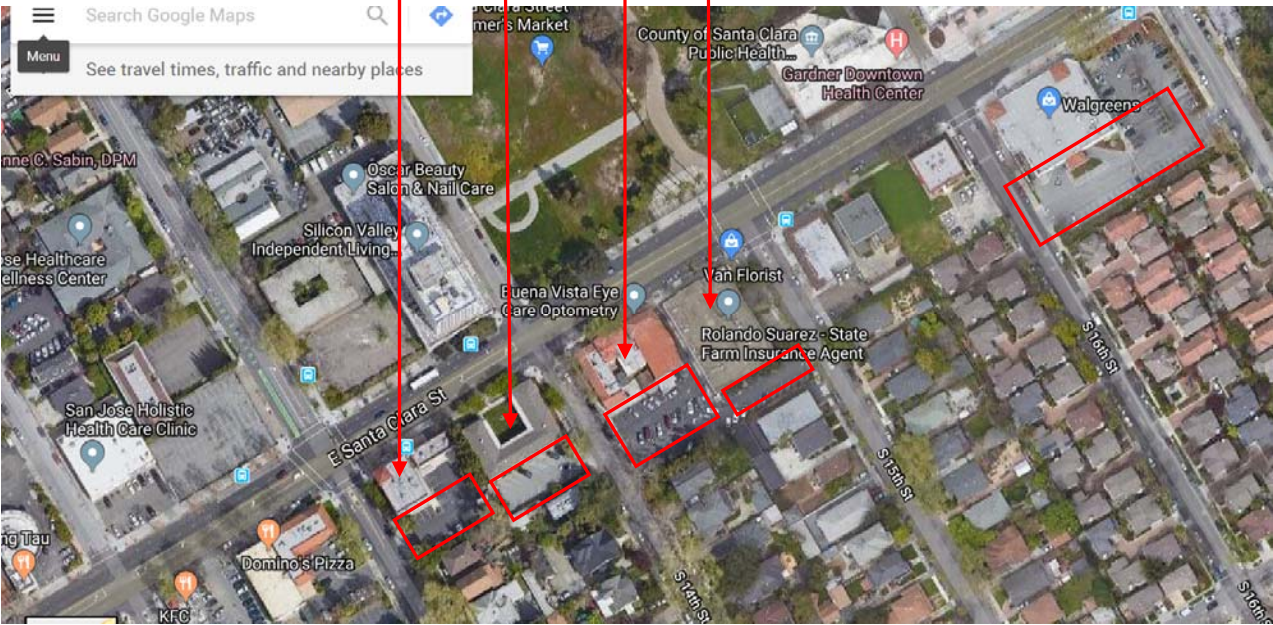 Search Google Maps
Menu
See travel times, traffic and nearby places
Clara Street
mer's Market
County of Santa Clara
Public Health...
Gardner Downtown
Health Center
H
Walgreens
nne C. Sabin, DPM
Oscar Beauty
Salon & Nail Care
Silicon Valley
Independent Living...
ose Healthcare
ellness Center
Van Florist
Buena Vista Eye
Care Optometry
Rolando Suarez - State
Farm Insurance Agent
S 16th St
San Jose Holistic
Health Care Clinic
E Santa Clara St
S 15th St
ng Tau
Domino's Pizza
KFC
S 14th St
S 16th S